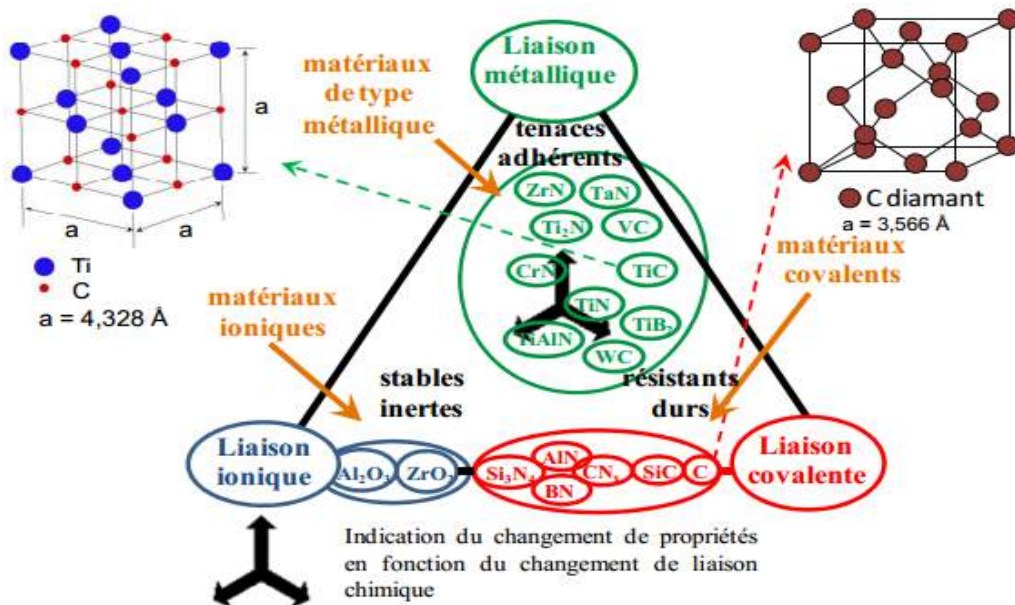 Liaison
métallique
matériaux
de type
métallique
tenaces
adhérents
ZrN
TaN
Ti₂N
VC
CrN
TiC
TiN
TiB₂
TiAlN
WC
a
a
a
Ti
C
a = 4,328 Å
C diamant
a = 3,566 Å
matériaux
covalents
matériaux
ioniques
stables
inertes
résistants
durs
Liaison
ionique
Al₂O₃
ZrO₂
Si₃N₄
AlN
BN
CNₓ
SiC
C
Liaison
covalente
Indication du changement de propriétés
en fonction du changement de liaison
chimique